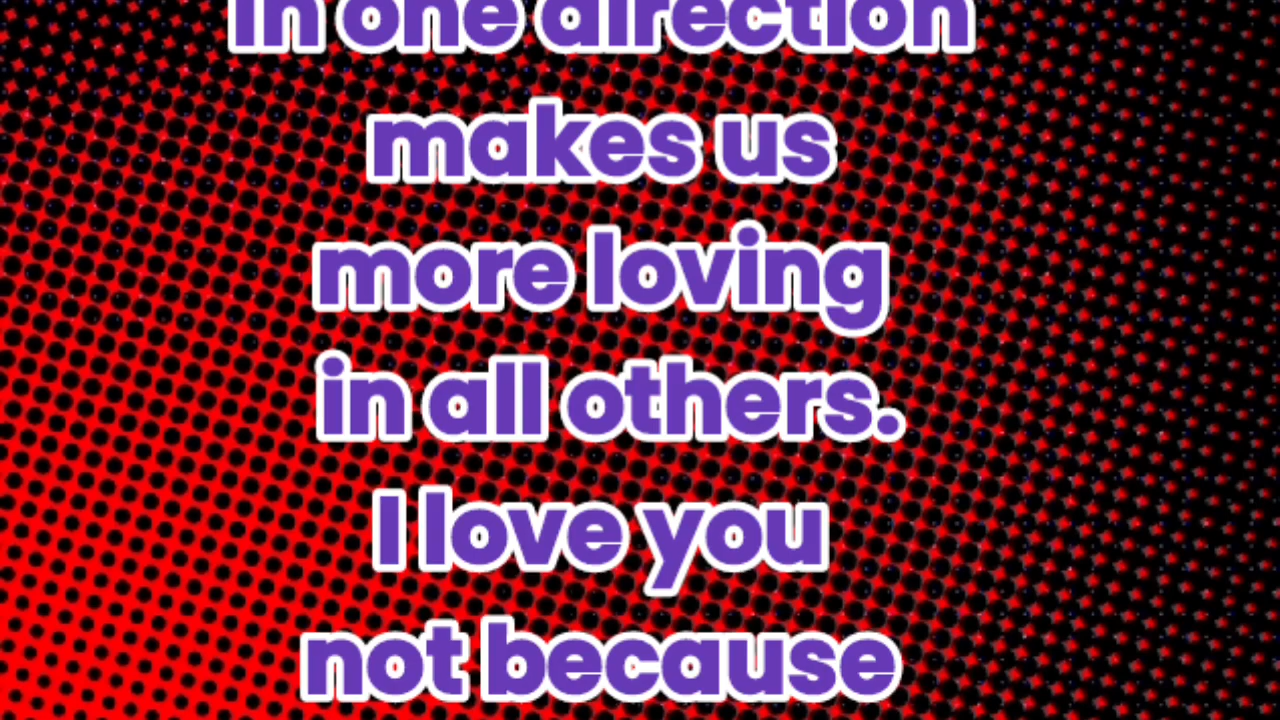 in one direction
makes us
more loving
in all others.
I love you
not because